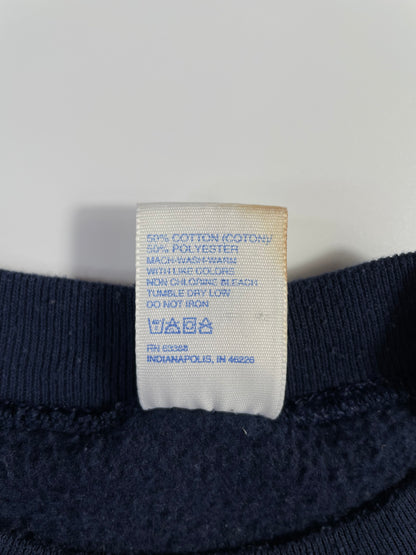 50% COTTON (COTON)/
50% POLYESTER
MACH-WASH-WARM
WITH LIKE COLORS
NON CHLORINE BLEACH
TUMBLE DRY LOW
DO NOT IRON
RN 63368
INDIANAPOLIS, IN 46226